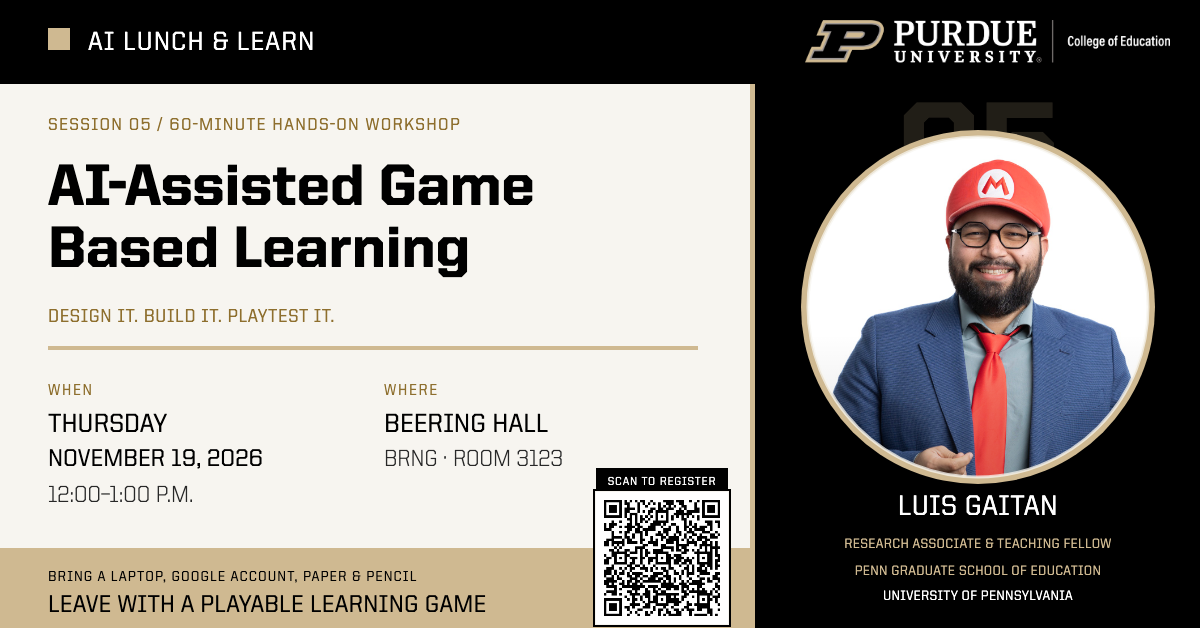 AI LUNCH & LEARN
PURDUE
UNIVERSITY®
College of Education
SESSION 05 / 60-MINUTE HANDS-ON WORKSHOP
AI-Assisted Game
Based Learning
DESIGN IT. BUILD IT. PLAYTEST IT.
WHEN
THURSDAY
NOVEMBER 19, 2026
12:00–1:00 P.M.
WHERE
BEERING HALL
BRNG · ROOM 3123
SCAN TO REGISTER
BRING A LAPTOP, GOOGLE ACCOUNT, PAPER & PENCIL
LEAVE WITH A PLAYABLE LEARNING GAME
05
M
LUIS GAITAN
RESEARCH ASSOCIATE & TEACHING FELLOW
PENN GRADUATE SCHOOL OF EDUCATION
UNIVERSITY OF PENNSYLVANIA